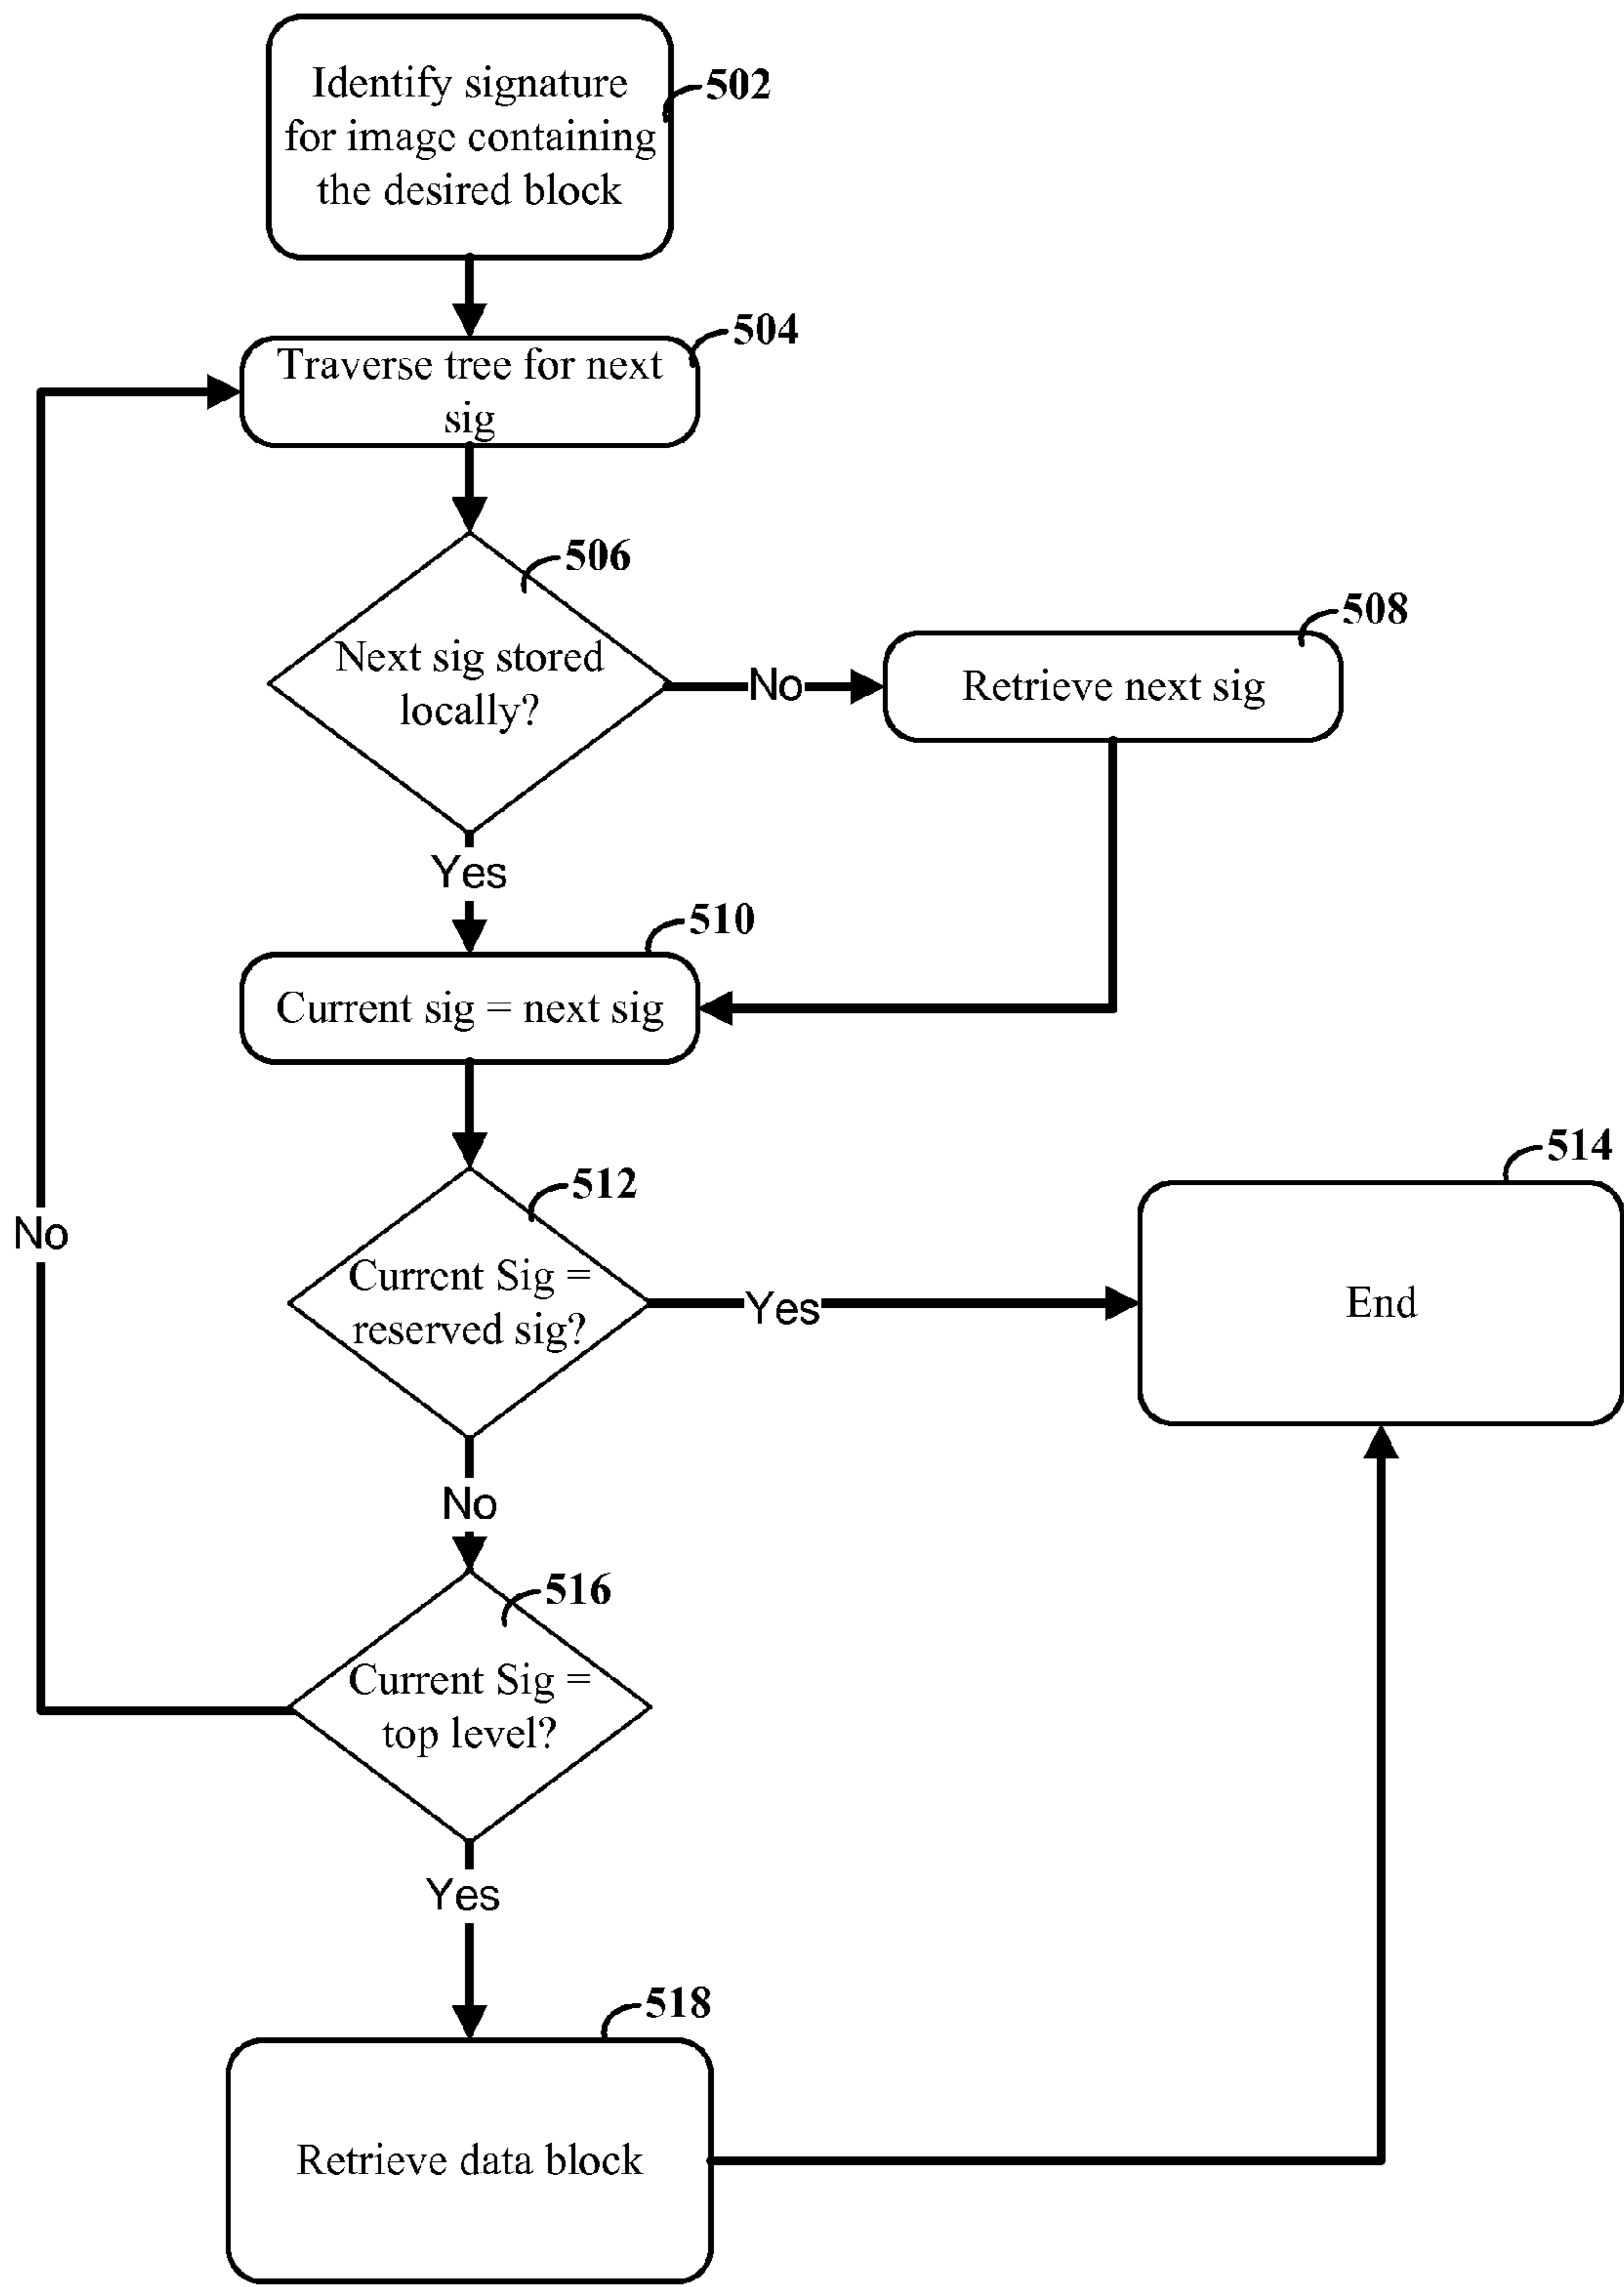 Identify signature
for image containing
the desired block
502
Traverse tree for next
sig
504
Next sig stored
locally?
506
No
Retrieve next sig
508
Yes
Current sig = next sig
510
Current Sig =
reserved sig?
512
Yes
End
514
No
Current Sig =
top level?
516
No
Yes
Retrieve data block
518